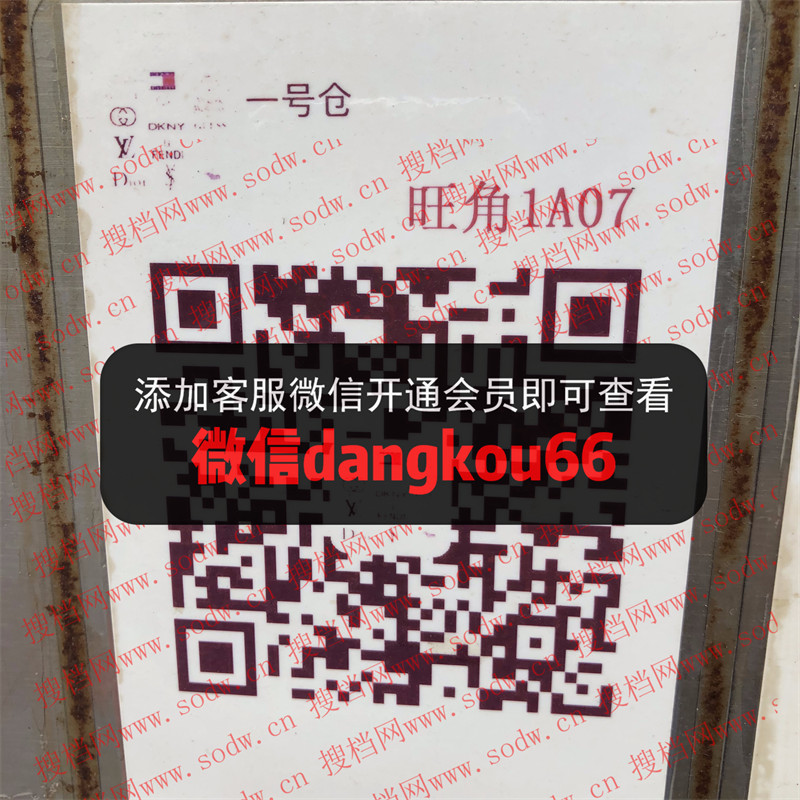 一号仓
DKNY
FENDI
旺角1A07
添加客服微信开通会员即可查看
微信dangkou66
搜档网www.sodw.cn